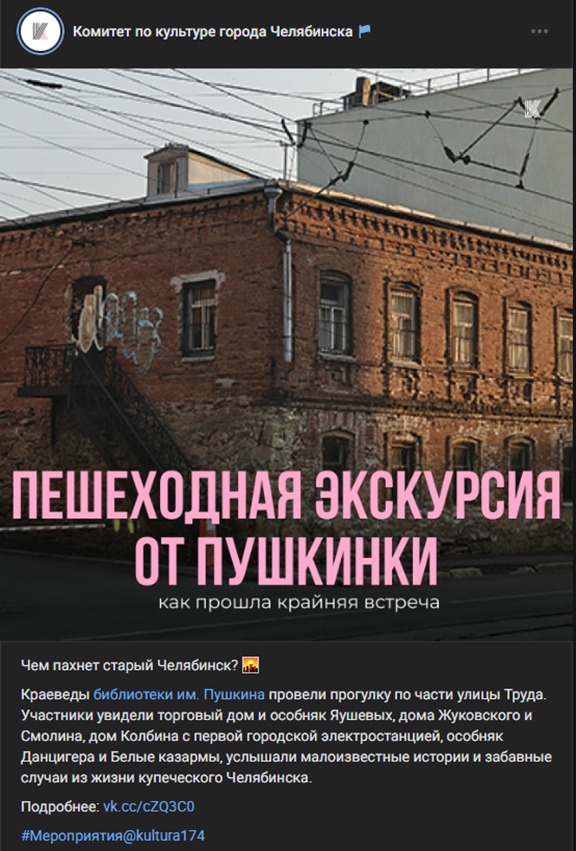 Комитет по культуре города Челябинска
ПЕШЕХОДНАЯ ЭКСКУРСИЯ
ОТ ПУШКИНКИ
как прошла крайняя встреча
Чем пахнет старый Челябинск?
Краеведы библиотеки им. Пушкина провели прогулку по части улицы Труда.
Участники увидели торговый дом и особняк Яушевых, дома Жуковского и
Смолина, дом Колбина с первой городской электростанцией, особняк
Данцигера и Белые казармы, услышали малоизвестные истории и забавные
случаи из жизни купеческого Челябинска.
Подробнее: vk.cc/cZQ3C0
#Мероприятия@kultura174